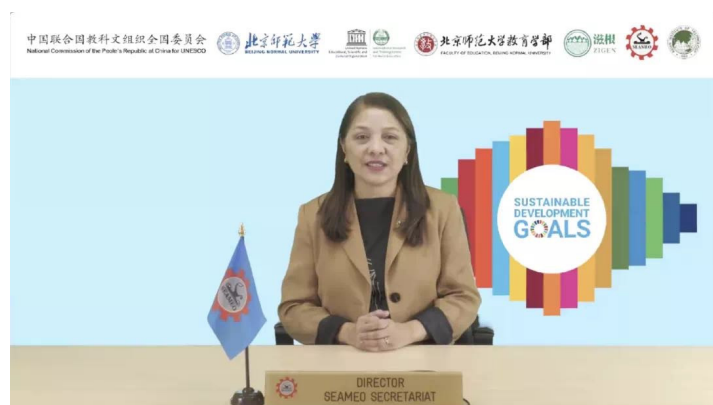 中国联合国教科文组织全国委员会
National Commission of the People's Republic of China for UNESCO
北京师范大学
BEIJING NORMAL UNIVERSITY
北京师范大学教育学部
FACULTY OF EDUCATION, BEIJING NORMAL UNIVERSITY
滋根
ZIGEN
SEAMEO
SUSTAINABLE
DEVELOPMENT
GOALS
SEAMEO
DIRECTOR
SEAMEO SECRETARIAT